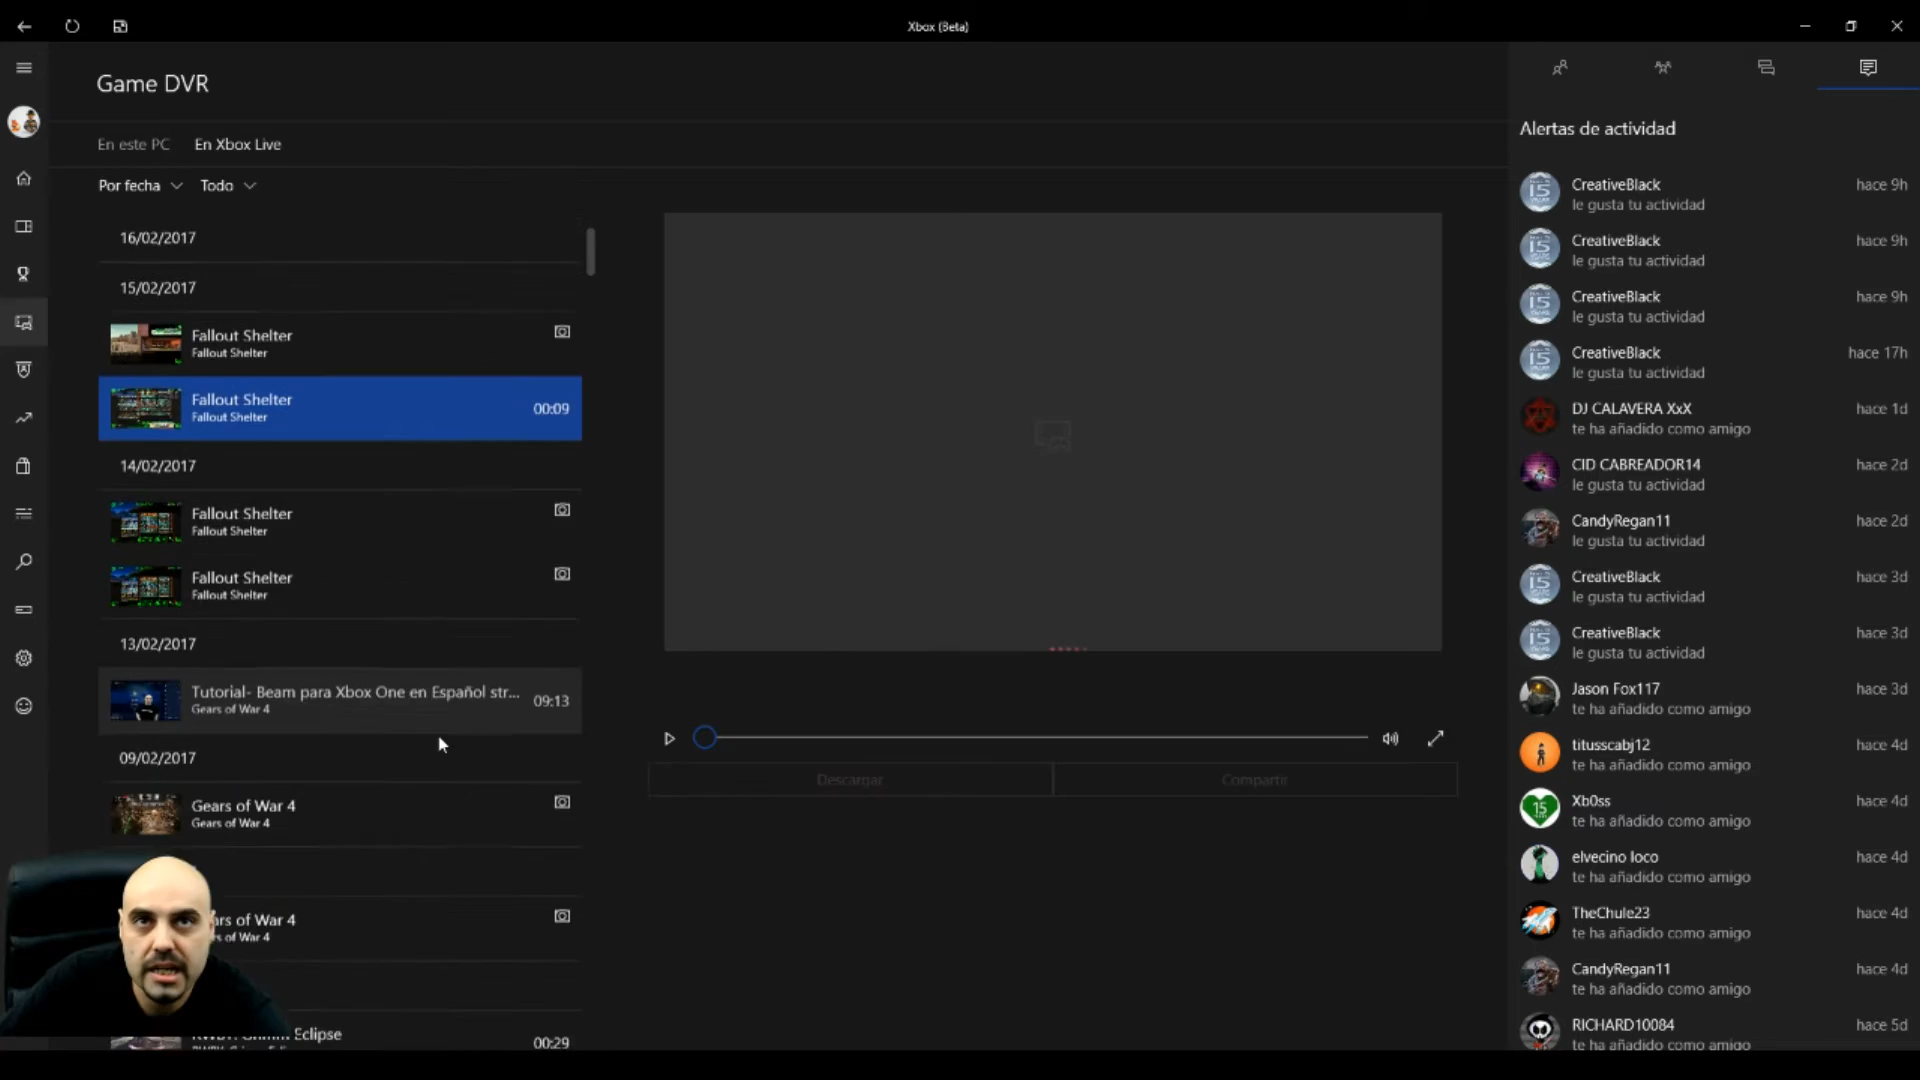 Xbox (Beta)
Game DVR
En este PC
En Xbox Live
Por fecha
Todo
16/02/2017
15/02/2017
Fallout Shelter
Fallout Shelter
Fallout Shelter
Fallout Shelter
00:09
14/02/2017
Fallout Shelter
Fallout Shelter
Fallout Shelter
Fallout Shelter
13/02/2017
Tutorial- Beam para Xbox One en Español str...
Gears of War 4
09:13
09/02/2017
Gears of War 4
Gears of War 4
of War 4
of War 4
Eclipse
00:29
Descargar
Compartir
Alertas de actividad
CreativeBlack
hace 9h
le gusta tu actividad
CreativeBlack
hace 9h
le gusta tu actividad
CreativeBlack
hace 9h
le gusta tu actividad
CreativeBlack
hace 17h
le gusta tu actividad
DJ CALAVERA XxX
hace 1d
te ha añadido como amigo
CID CABREADOR14
hace 2d
le gusta tu actividad
CandyRegan11
hace 2d
le gusta tu actividad
CreativeBlack
hace 3d
le gusta tu actividad
CreativeBlack
hace 3d
le gusta tu actividad
Jason Fox117
hace 3d
te ha añadido como amigo
titusscabj12
hace 4d
te ha añadido como amigo
Xb0ss
hace 4d
te ha añadido como amigo
elvecino loco
hace 4d
te ha añadido como amigo
TheChule23
hace 4d
te ha añadido como amigo
CandyRegan11
hace 4d
te ha añadido como amigo
RICHARD10084
hace 5d
te ha añadido como amigo